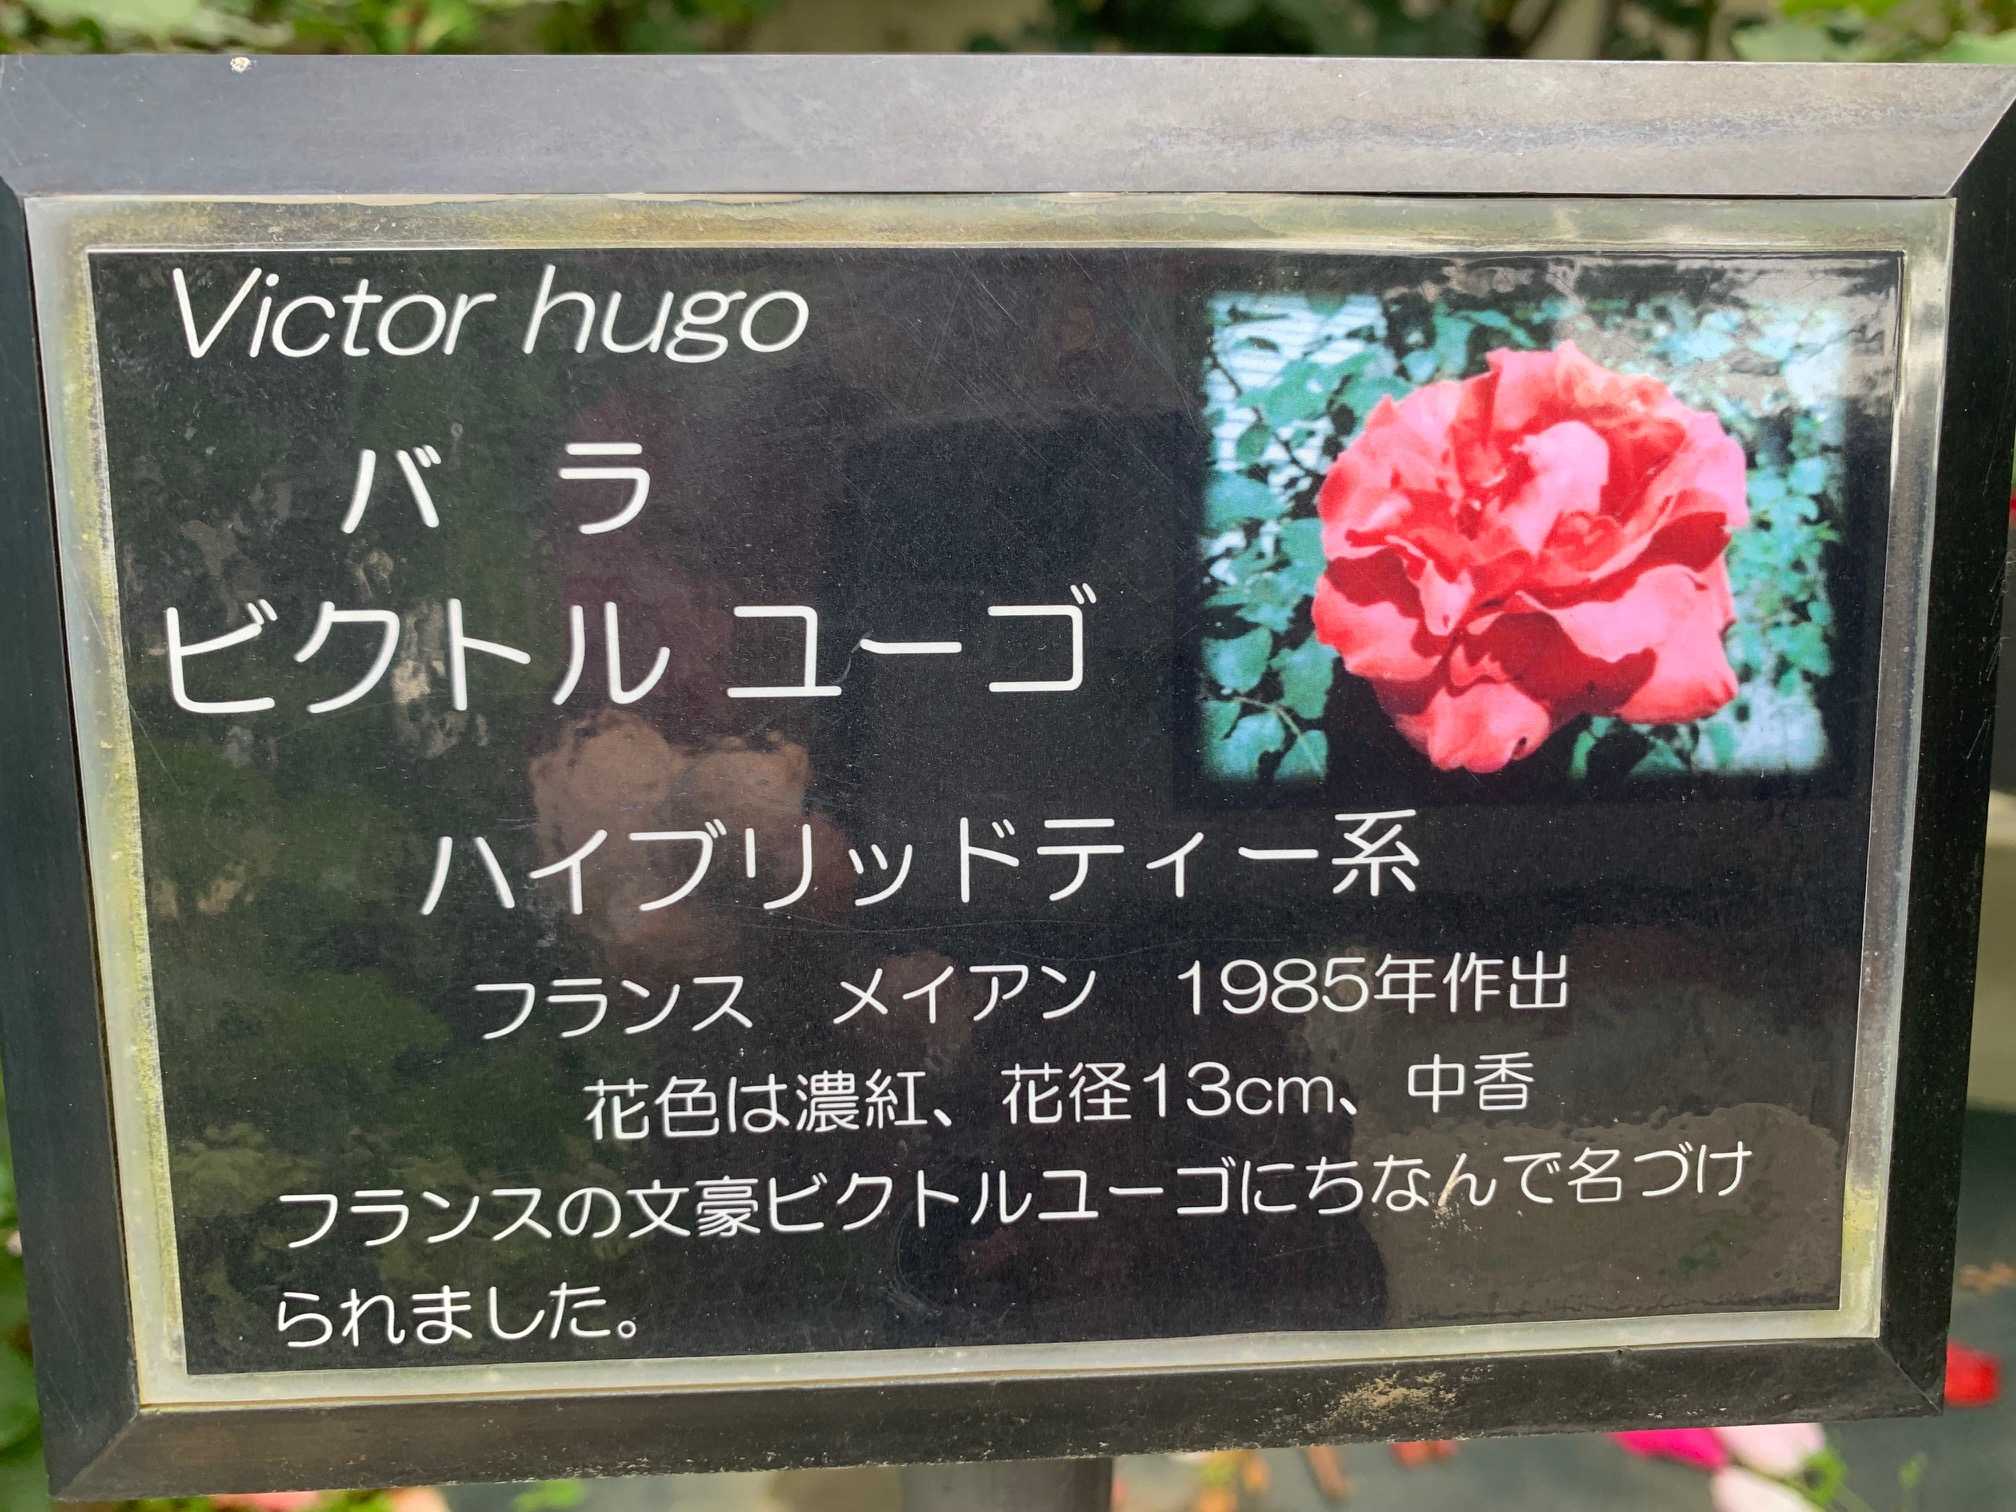 Victor hugo
バ　ラ
ビクトル ユーゴ
ハイブリッドティー系
フランス　メイアン　1985年作出
花色は濃紅、花径13cm、中香
フランスの文豪ビクトルユーゴにちなんで名づけ
られました。